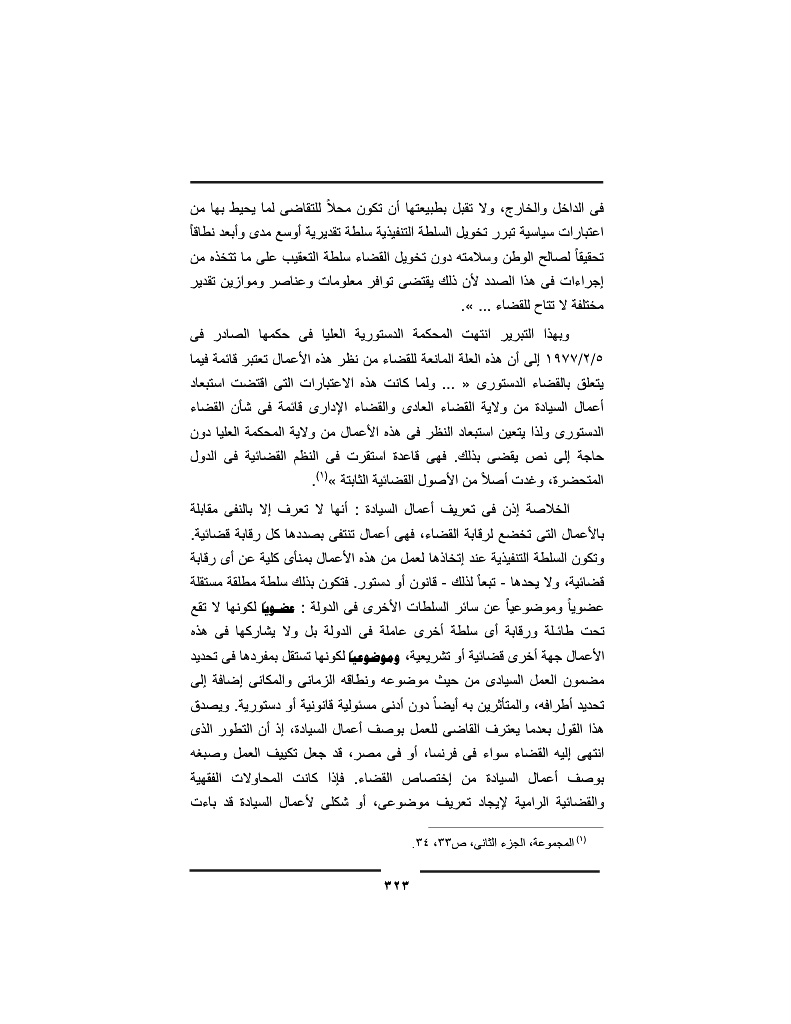 فى الداخل والخارج، ولا تقبل بطبيعتها أن تكون محلاً للتقاضى لما يحيط بها من
اعتبارات سياسية تبرر تخويل السلطة التنفيذية سلطة تقديرية أوسع مدى وأبعد نطاقاً
تحقيقاً لصالح الوطن وسلامته دون تخويل القضاء سلطة التعقيب على ما تتخذه من
إجراءات فى هذا الصدد لأن ذلك يقتضى توافر معلومات وعناصر وموازين تقدير
مختلفة لا تتاح للقضاء ... ».
وبهذا التبرير انتهت المحكمة الدستورية العليا فى حكمها الصادر فى
١٩٧٧/٢/٥ إلى أن هذه العلة المانعة للقضاء من نظر هذه الأعمال تعتبر قائمة فيما
يتعلق بالقضاء الدستورى « ... ولما كانت هذه الاعتبارات التى اقتضت استبعاد
أعمال السيادة من ولاية القضاء العادى والقضاء الإدارى قائمة فى شأن القضاء
الدستورى ولذا يتعين استبعاد النظر فى هذه الأعمال من ولاية المحكمة العليا دون
حاجة إلى نص يقضى بذلك. فهى قاعدة استقرت فى النظم القضائية فى الدول
المتحضرة، وغدت أصلاً من الأصول القضائية الثابتة »(١).
الخلاصة إذن فى تعريف أعمال السيادة : أنها لا تعرف إلا بالنفى مقابلة
بالأعمال التى تخضع لرقابة القضاء، فهى أعمال تنتفى بصددها كل رقابة قضائية.
وتكون السلطة التنفيذية عند إتخاذها لعمل من هذه الأعمال بمنأى كلية عن أى رقابة
قضائية، ولا يحدها - تبعاً لذلك - قانون أو دستور. فتكون بذلك سلطة مطلقة مستقلة
عضوياً وموضوعياً عن سائر السلطات الأخرى فى الدولة : عضوياً لكونها لا تقع
تحت طائلة ورقابة أى سلطة أخرى عاملة فى الدولة بل ولا يشاركها فى هذه
الأعمال جهة أخرى قضائية أو تشريعية، وموضوعياً لكونها تستقل بمفردها فى تحديد
مضمون العمل السيادى من حيث موضوعه ونطاقه الزمانى والمكانى إضافة إلى
تحديد أطرافه، والمتأثرين به أيضاً دون أدنى مسئولية قانونية أو دستورية. ويصدق
هذا القول بعدما يعترف القاضى للعمل بوصف أعمال السيادة، إذ أن التطور الذى
انتهى إليه القضاء سواء فى فرنسا، أو فى مصر، قد جعل تكييف العمل وصبغه
بوصف أعمال السيادة من إختصاص القضاء. فإذا كانت المحاولات الفقهية
والقضائية الرامية لإيجاد تعريف موضوعى، أو شكلى لأعمال السيادة قد باءت
(١) المجموعة، الجزء الثانى، ص٣٣، ٣٤.
٣٢٣